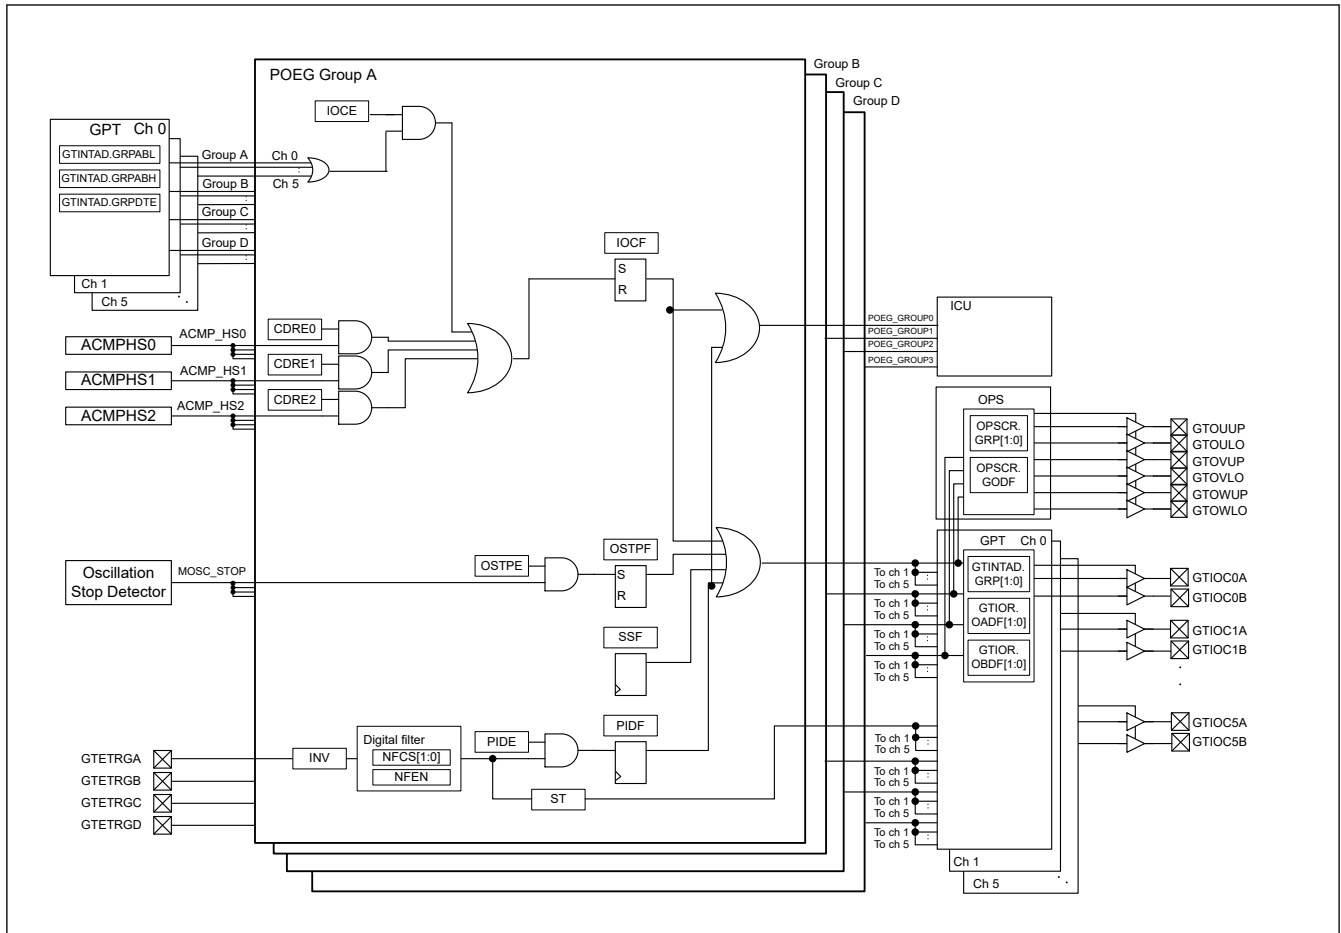 POEG Group A
Group B
Group C
Group D
IOCE
GPT Ch 0
GTINTAD.GRPABL
GTINTAD.GRPABH
GTINTAD.GRPDTE
Group A
Group B
:
Group C
:
Group D
:
Ch 0
:
Ch 5
Ch 1
Ch 5
. .
IOCF
S
R
ACMPHS0
ACMP_HS0
CDRE0
ACMPHS1
ACMP_HS1
CDRE1
ACMPHS2
ACMP_HS2
CDRE2
POEG_GROUP0
POEG_GROUP1
POEG_GROUP2
POEG_GROUP3
ICU
OPS
OPSCR.
GRP[1:0]
OPSCR.
GODF
GTOUUP
GTOULO
GTOVUP
GTOVLO
GTOWUP
GTOWLO
Oscillation
Stop Detector
MOSC_STOP
OSTPE
OSTPF
S
R
SSF
PIDF
PIDE
GTETRGA
GTETRGB
GTETRGC
GTETRGD
INV
Digital filter
NFCS[1:0]
NFEN
ST
To ch 1
:
To ch 5
To ch 1
:
To ch 5
To ch 1
:
To ch 5
To ch 1
:
To ch 5
To ch 1
:
To ch 5
To ch 1
:
To ch 5
To ch 1
:
To ch 5
To ch 1
:
To ch 5
GPT Ch 0
GTINTAD.
GRP[1:0]
GTIOR.
OADF[1:0]
GTIOR.
OBDF[1:0]
Ch 1
Ch 5
. .
GTIOC0A
GTIOC0B
GTIOC1A
GTIOC1B
.
.
GTIOC5A
GTIOC5B